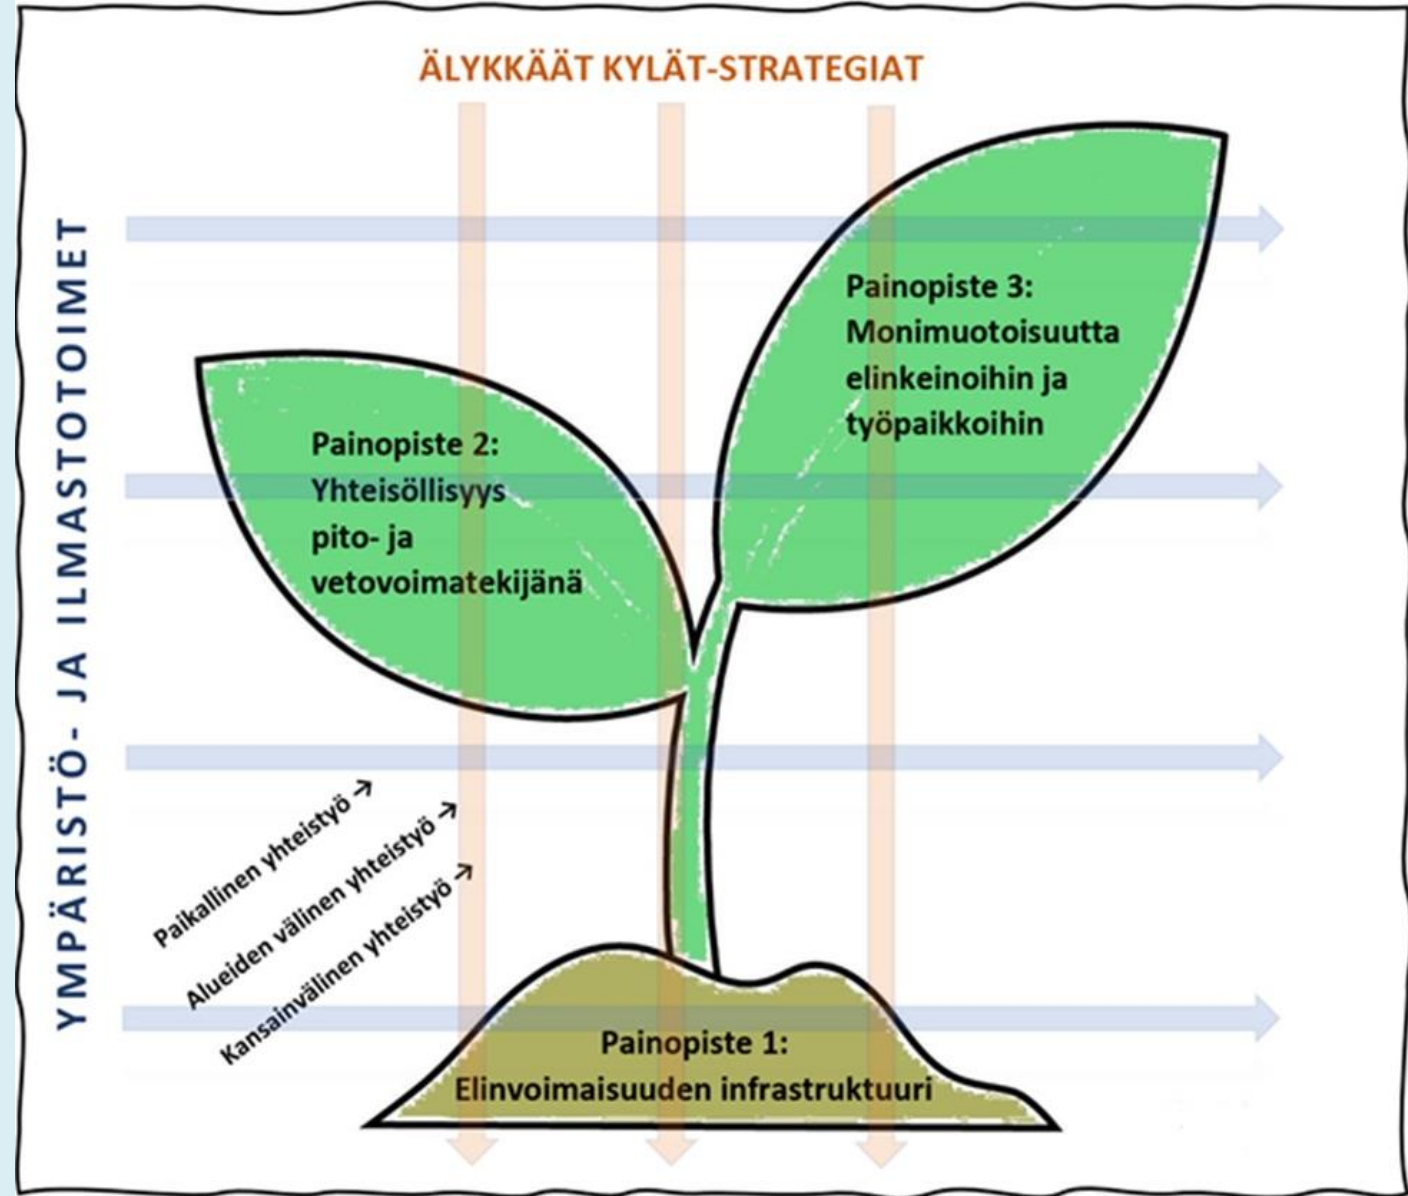 ÄLYKKÄÄT KYLÄT-STRATEGIAT
YMPÄRISTÖ- JA ILMASTOTOIMET
Painopiste 3:
Monimuotoisuutta
elinkeinoihin ja
työpaikkoihin
Painopiste 2:
Yhteisöllisyys
pito- ja
vetovoimatekijänä
Paikallinen yhteistyö →
Alueiden välinen yhteistyö →
Kansainvälinen yhteistyö →
Painopiste 1:
Elinvoimaisuuden infrastruktuuri